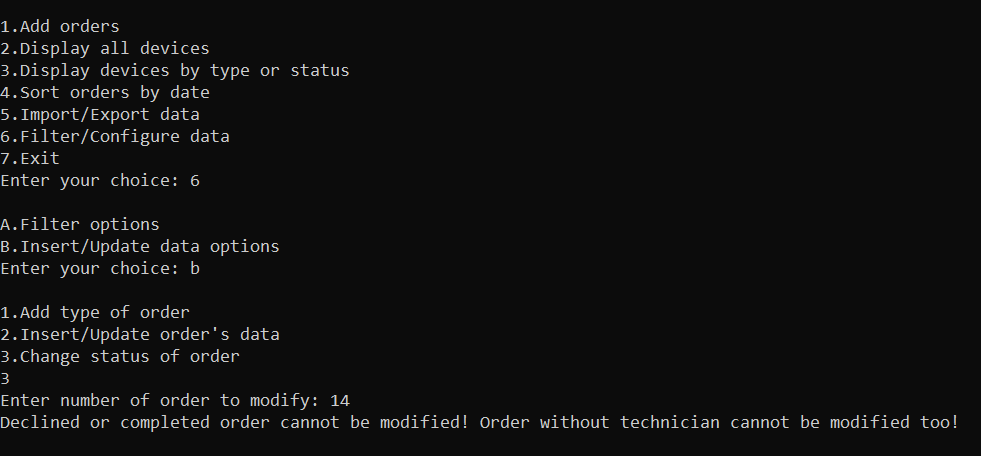 1.Add orders
2.Display all devices
3.Display devices by type or status
4.Sort orders by date
5.Import/Export data
6.Filter/Configure data
7.Exit
Enter your choice: 6
A.Filter options
B.Insert/Update data options
Enter your choice: b
1.Add type of order
2.Insert/Update order's data
3.Change status of order
3
Enter number of order to modify: 14
Declined or completed order cannot be modified! Order without technician cannot be modified too!